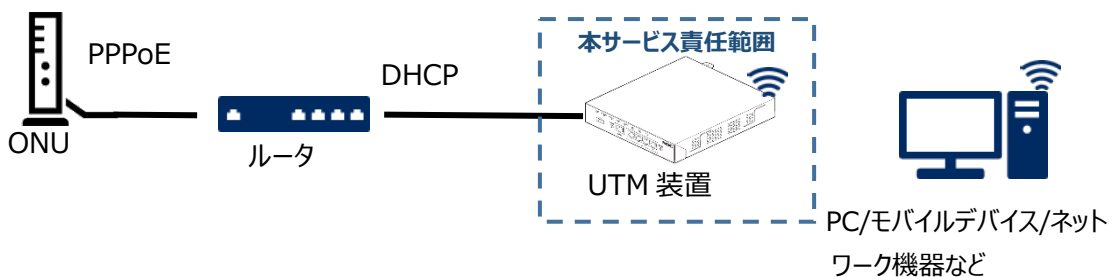 PPPoE
ONU
ルータ
DHCP
本サービス責任範囲
UTM 装置
PC/モバイルデバイス/ネット
ワーク機器など